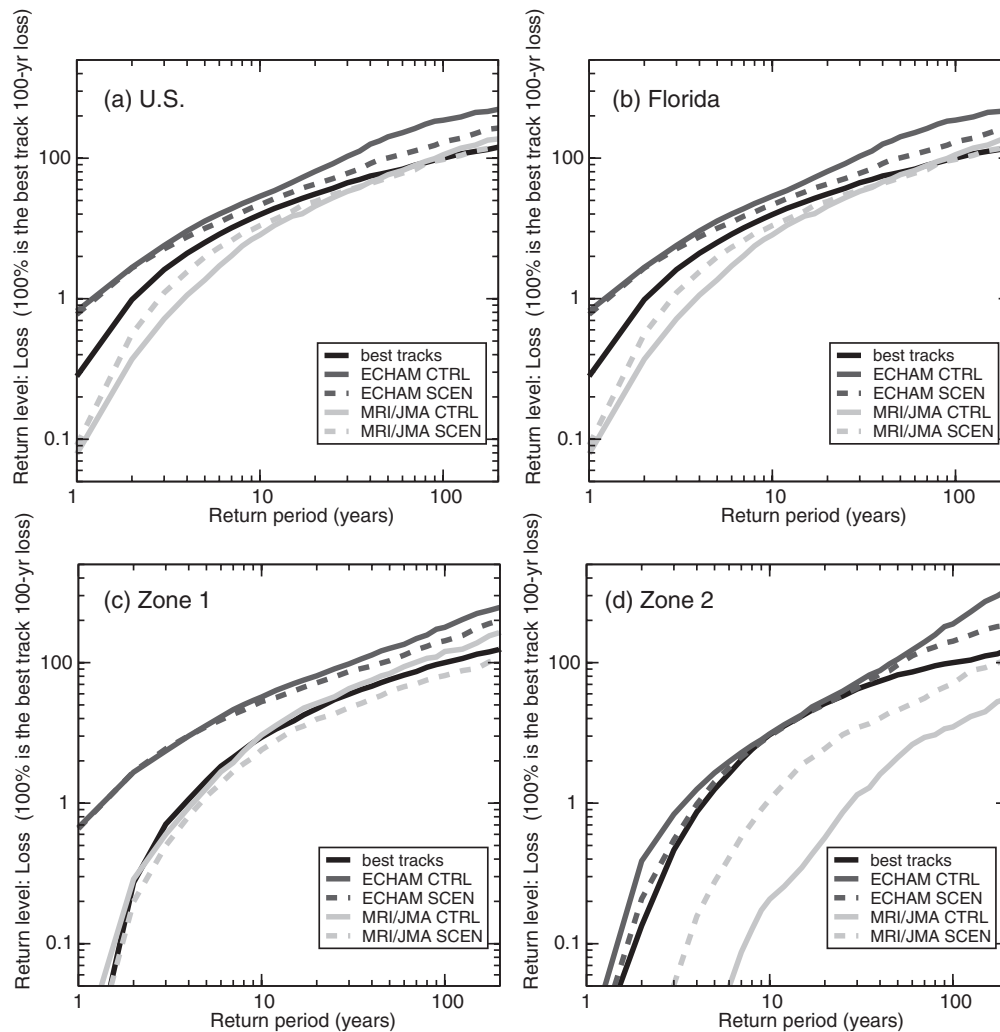 Return level: Loss (100% is the best track 100-yr loss)
(a) U.S.
100
1
0.1
best tracks
ECHAM CTRL
ECHAM SCEN
MRI/JMA CTRL
MRI/JMA SCEN
1
10
100
Return period (years)
Return level: Loss (100% is the best track 100-yr loss)
(b) Florida
100
1
0.1
best tracks
ECHAM CTRL
ECHAM SCEN
MRI/JMA CTRL
MRI/JMA SCEN
1
10
100
Return period (years)
Return level: Loss (100% is the best track 100-yr loss)
(c) Zone 1
100
1
0.1
best tracks
ECHAM CTRL
ECHAM SCEN
MRI/JMA CTRL
MRI/JMA SCEN
1
10
100
Return period (years)
Return level: Loss (100% is the best track 100-yr loss)
(d) Zone 2
100
1
0.1
best tracks
ECHAM CTRL
ECHAM SCEN
MRI/JMA CTRL
MRI/JMA SCEN
1
10
100
Return period (years)